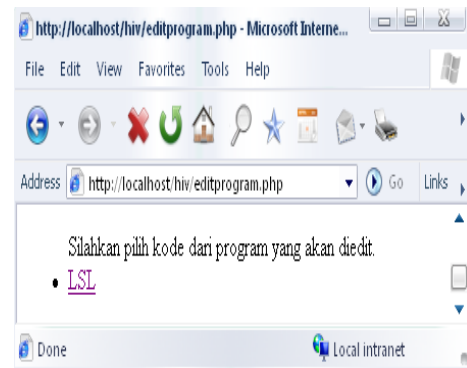 http://localhost/hiv/editprogram.php - Microsoft Interne...
File Edit View Favorites Tools Help
Address http://localhost/hiv/editprogram.php Go Links
Silahkan pilih kode dari program yang akan diedit.
• LSL
Done Local intranet